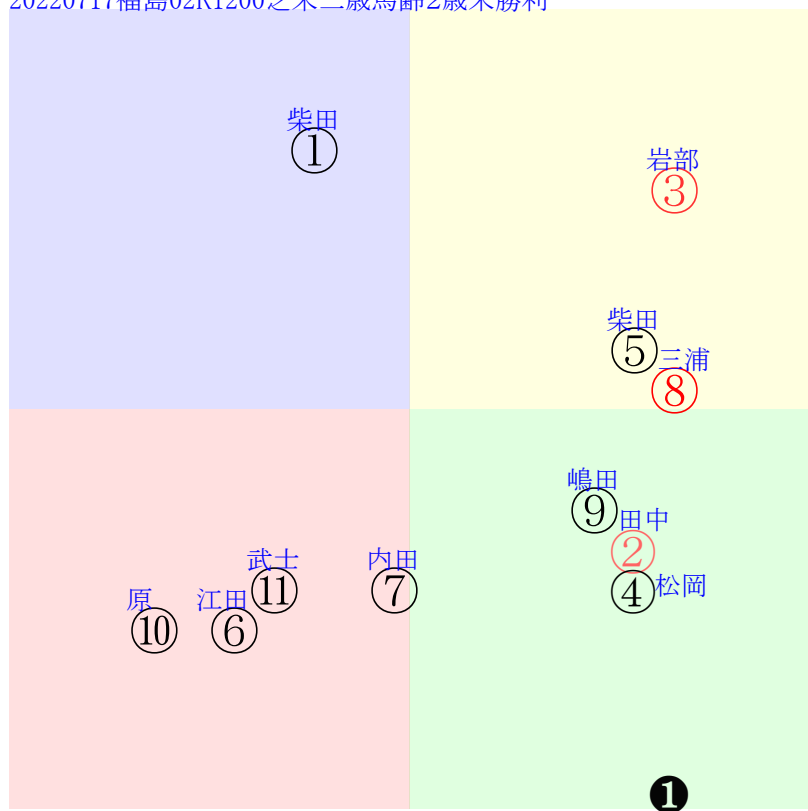 20220717福島02R1200芝未二歳馬齢2歳未勝利
柴田
①
岩部
③
柴田
⑤
三浦
⑧
嶋田
⑨
田中
②
松岡
④
内田
⑦
武士
⑪
江田
⑥
原
⑩
❶